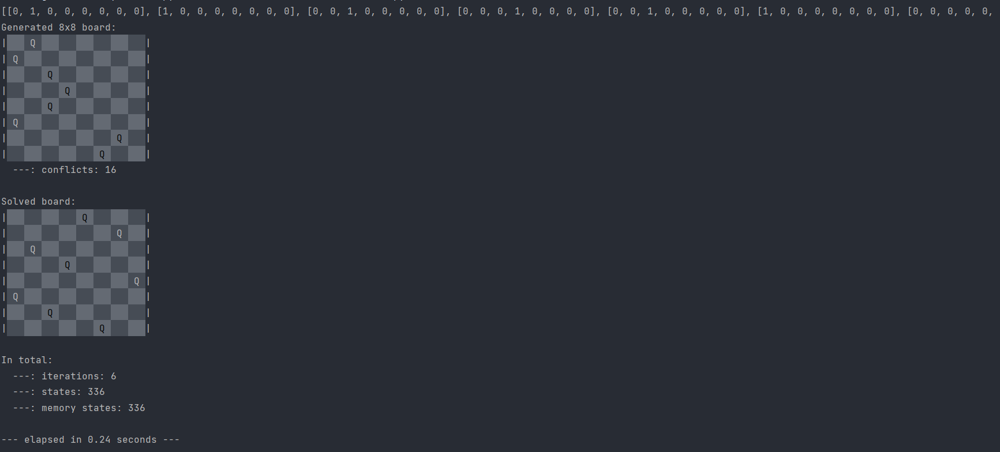 [[0, 1, 0, 0, 0, 0, 0, 0], [1, 0, 0, 0, 0, 0, 0, 0], [0, 0, 1, 0, 0, 0, 0, 0], [0, 0, 0, 1, 0, 0, 0, 0], [0, 0, 1, 0, 0, 0, 0, 0], [1, 0, 0, 0, 0, 0, 0, 0], [0, 0, 0, 0, 0,
Generated 8x8 board:
| Q |
| Q |
| Q |
| Q |
| Q |
| Q |
| Q |
| Q |
---: conflicts: 16
Solved board:
| Q |
| Q |
| Q |
| Q |
| Q |
| Q |
| Q |
| Q |
In total:
---: iterations: 6
---: states: 336
---: memory states: 336
--- elapsed in 0.24 seconds ---